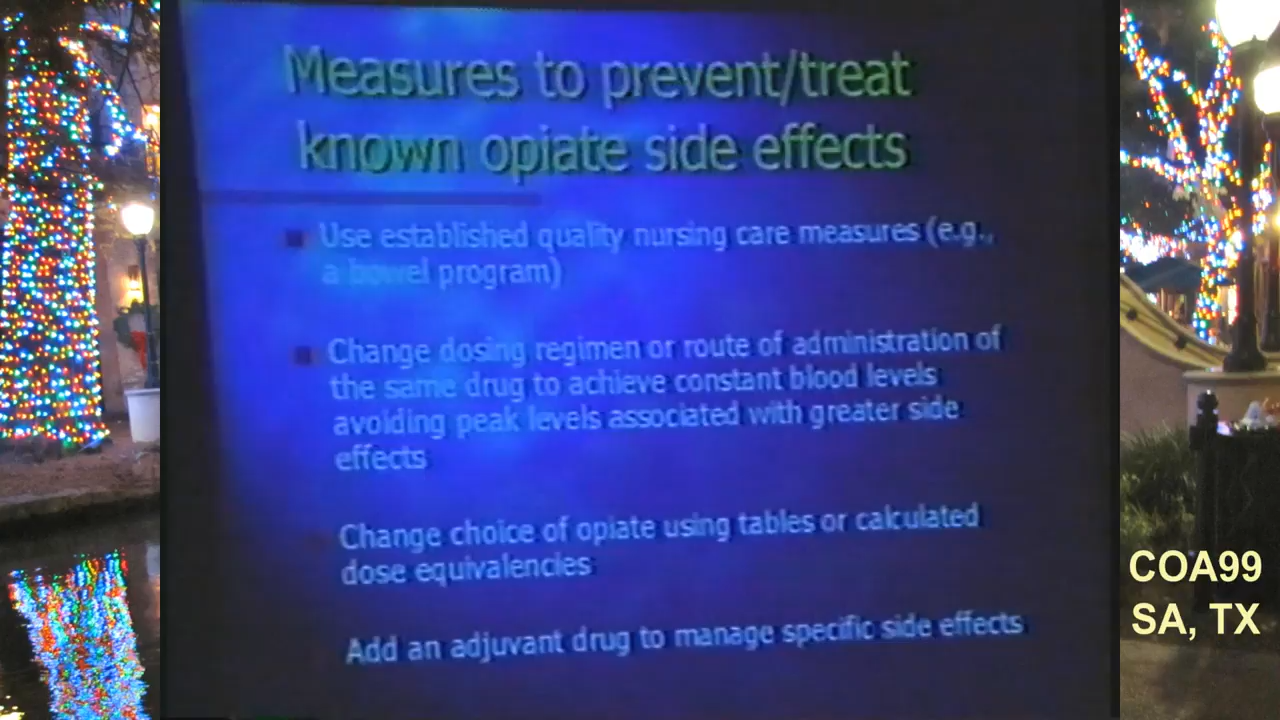 Measures to prevent/treat
known opiate side effects
Use established quality nursing care measures (e.g.,
a bowel program)
Change dosing regimen or route of administration of
the same drug to achieve constant blood levels
avoiding peak levels associated with greater side
effects
Change choice of opiate using tables or calculated
dose equivalencies
Add an adjuvant drug to manage specific side effects
COA99
SA, TX